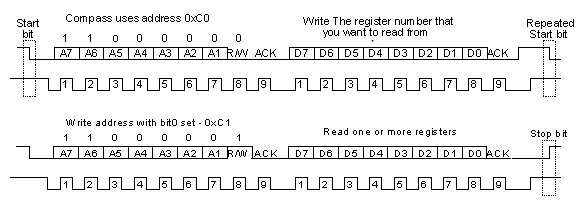 Start
bit
Compass uses address 0xC0
Write The register number that
you want to read from
Repeated
Start bit
1 1 0 0 0 0 0 0
A7 A6 A5 A4 A3 A2 A1 R/W ACK D7 D6 D5 D4 D3 D2 D1 D0 ACK
1 2 3 4 5 6 7 8 9 1 2 3 4 5 6 7 8 9
Write address with bit0 set - 0xC1
Read one or more registers
Stop bit
1 1 0 0 0 0 0 1
A7 A6 A5 A4 A3 A2 A1 R/W ACK D7 D6 D5 D4 D3 D2 D1 D0 ACK
1 2 3 4 5 6 7 8 9 1 2 3 4 5 6 7 8 9